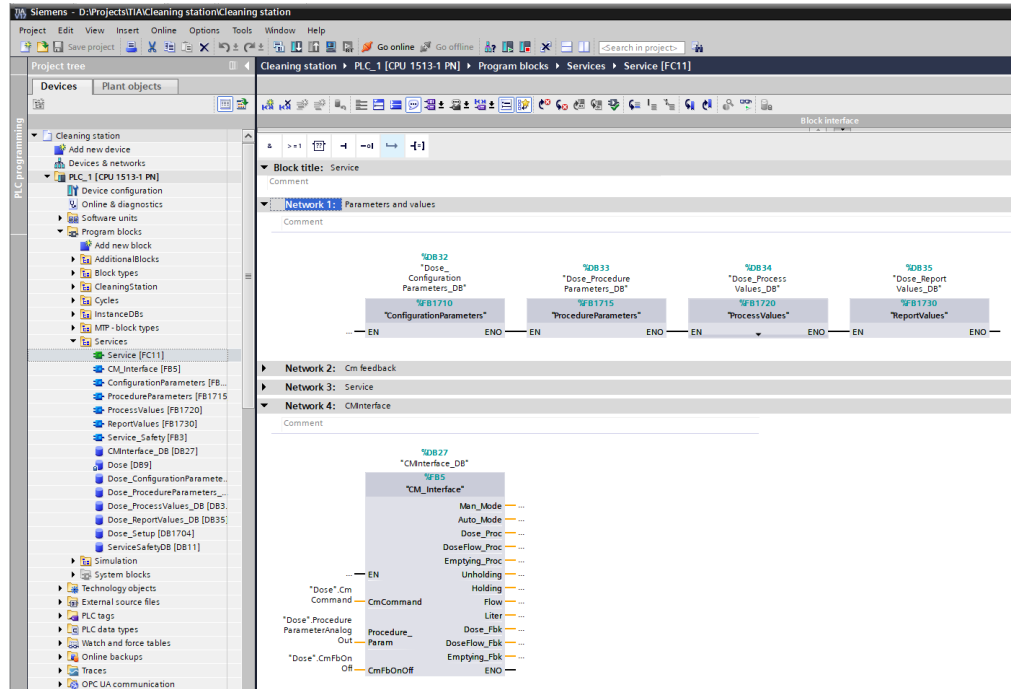 Siemens - D:\Projects\TIA\Cleaning station\Cleaning station
Project Edit View Insert Online Options Tools Window Help
Save project Go online Go offline <Search in project>
Project tree
Cleaning station ▸ PLC_1 [CPU 1513-1 PN] ▸ Program blocks ▸ Services ▸ Service [FC11]
Devices Plant objects
PLC programming
Cleaning station
Add new device
Devices & networks
PLC_1 [CPU 1513-1 PN]
Device configuration
Online & diagnostics
Software units
Program blocks
Add new block
AdditionalBlocks
Block types
CleaningStation
Cycles
InstanceDBs
MTP - block types
Services
Service [FC11]
CM_Interface [FB5]
ConfigurationParameters [FB...
ProcedureParameters [FB1715
ProcessValues [FB1720]
ReportValues [FB1730]
Service_Safety [FB3]
CMInterface_DB [DB27]
Dose [DB9]
Dose_ConfigurationParamete..
Dose_ProcedureParameters_..
Dose_ProcessValues_DB [DB3.
Dose_ReportValues_DB [DB35]
Dose_Setup [DB1704]
ServiceSafetyDB [DB11]
Simulation
System blocks
Technology objects
External source files
PLC tags
PLC data types
Watch and force tables
Online backups
Traces
OPC UA communication
Block interface
& >=1 ?? -| -o| -[=]
Block title: Service
Comment
Network 1: Parameters and values
Comment
%DB32
"Dose_
Configuration
Parameters_DB"
%FB1710
"ConfigurationParameters"
... EN ENO
%DB33
"Dose_Procedure
Parameters_DB"
%FB1715
"ProcedureParameters"
EN ENO
%DB34
"Dose_Process
Values_DB"
%FB1720
"ProcessValues"
EN ENO
%DB35
"Dose_Report
Values_DB"
%FB1730
"ReportValues"
EN ENO
Network 2: Cm feedback
Network 3: Service
Network 4: CMInterface
Comment
%DB27
"CMInterface_DB"
%FB5
"CM_Interface"
Man_Mode ...
Auto_Mode ...
Dose_Proc ...
DoseFlow_Proc ...
Emptying_Proc ...
... EN Unholding ...
"Dose".Cm Holding ...
Command CmCommand Flow ...
Liter ...
"Dose".Procedure
ParameterAnalog Procedure_ Dose_Fbk ...
Out Param DoseFlow_Fbk ...
"Dose".CmFbOn Emptying_Fbk ...
Off CmFbOnOff ENO